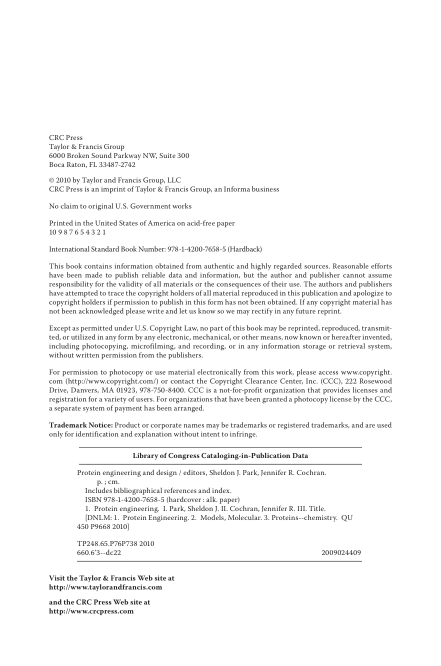 CRC Press
Taylor & Francis Group
6000 Broken Sound Parkway NW, Suite 300
Boca Raton, FL 33487-2742
© 2010 by Taylor and Francis Group, LLC
CRC Press is an imprint of Taylor & Francis Group, an Informa business
No claim to original U.S. Government works
Printed in the United States of America on acid-free paper
10 9 8 7 6 5 4 3 2 1
International Standard Book Number: 978-1-4200-7658-5 (Hardback)
This book contains information obtained from authentic and highly regarded sources. Reasonable efforts
have been made to publish reliable data and information, but the author and publisher cannot assume
responsibility for the validity of all materials or the consequences of their use. The authors and publishers
have attempted to trace the copyright holders of all material reproduced in this publication and apologize to
copyright holders if permission to publish in this form has not been obtained. If any copyright material has
not been acknowledged please write and let us know so we may rectify in any future reprint.
Except as permitted under U.S. Copyright Law, no part of this book may be reprinted, reproduced, transmit-
ted, or utilized in any form by any electronic, mechanical, or other means, now known or hereafter invented,
including photocopying, microfilming, and recording, or in any information storage or retrieval system,
without written permission from the publishers.
For permission to photocopy or use material electronically from this work, please access www.copyright.
com (http://www.copyright.com/) or contact the Copyright Clearance Center, Inc. (CCC), 222 Rosewood
Drive, Danvers, MA 01923, 978-750-8400. CCC is a not-for-profit organization that provides licenses and
registration for a variety of users. For organizations that have been granted a photocopy license by the CCC,
a separate system of payment has been arranged.
Trademark Notice: Product or corporate names may be trademarks or registered trademarks, and are used
only for identification and explanation without intent to infringe.
Library of Congress Cataloging-in-Publication Data
Protein engineering and design / editors, Sheldon J. Park, Jennifer R. Cochran.
p. ; cm.
Includes bibliographical references and index.
ISBN 978-1-4200-7658-5 (hardcover : alk. paper)
1. Protein engineering. I. Park, Sheldon J. II. Cochran, Jennifer R. III. Title.
[DNLM: 1. Protein Engineering. 2. Models, Molecular. 3. Proteins--chemistry. QU
450 P9668 2010]
TP248.65.P76P738 2010
660.6'3--dc22 2009024409
Visit the Taylor & Francis Web site at
http://www.taylorandfrancis.com
and the CRC Press Web site at
http://www.crcpress.com